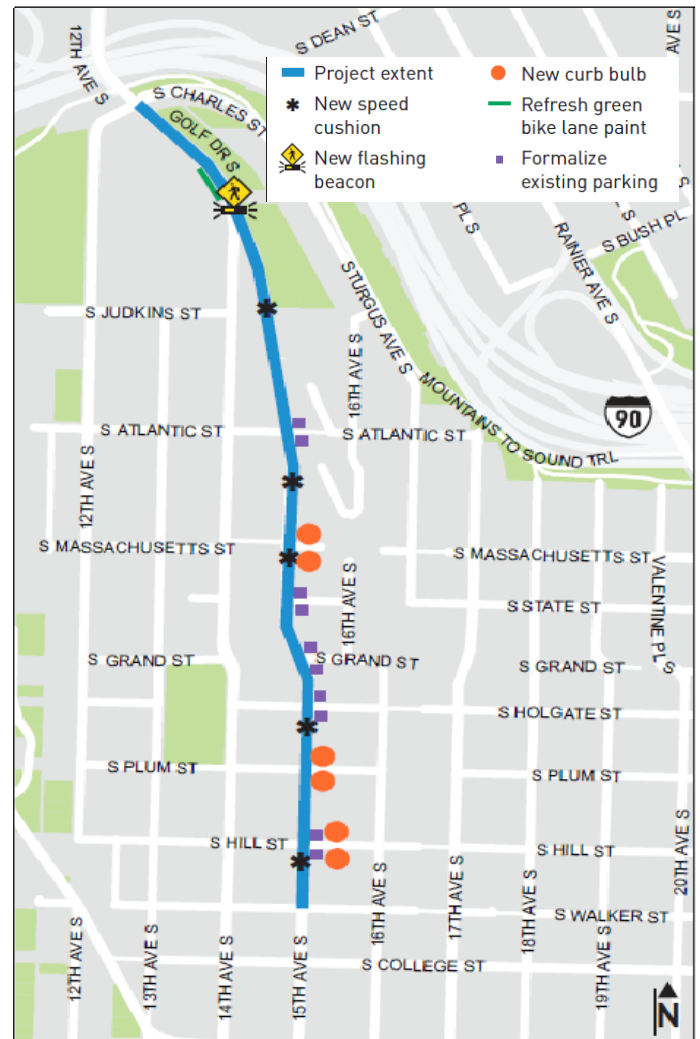 S DEAN ST
AVE S
12TH AVE S
Project extent
New curb bulb
New speed
cushion
Refresh green
bike lane paint
New flashing
beacon
Formalize
existing parking
S CHARLES ST
GOLF DR S
PL S
S
S
RAINIER AVE S
S BUSH PL
STURGUS AVE S
S JUDKINS ST
16TH AVE S
MOUNTAINS TO SOUND TRL
90
S ATLANTIC ST
S ATLANTIC ST
12TH AVE S
S MASSACHUSETTS ST
S MASSACHUSETTS ST
VALENTINE PL S
16TH AVE S
S STATE ST
S GRAND ST
S GRAND ST
S GRAND ST
S HOLGATE ST
S PLUM ST
S PLUM ST
S HILL ST
S HILL ST
20TH AVE S
S WALKER ST
12TH AVE S
13TH AVE S
14TH AVE S
15TH AVE S
16TH AVE S
17TH AVE S
18TH AVE S
19TH AVE S
S COLLEGE ST
N